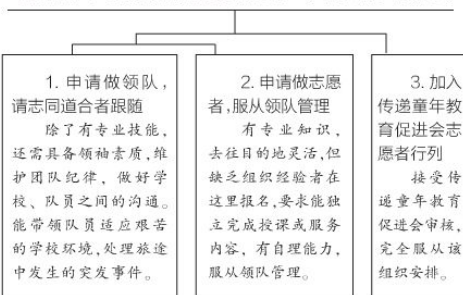 1. 申请做领队，
请志同道合者跟随
除了有专业技能，
还需具备领袖素质，维
护团队纪律，做好学
校、队员之间的沟通。
能带领队员适应艰苦
的学校环境，处理旅途
中发生的突发事件。
2. 申请做志愿
者，服从领队管理
有专业知识，
去往目的地灵活，但
缺乏组织经验者在
这里报名，要求能独
立完成授课或服务
内容，有自理能力，
服从领队管理。
3. 加入
传递童年教
育促进会志
愿者行列
接受传
递童年教育
促进会审核，
完全服从该
组织安排。